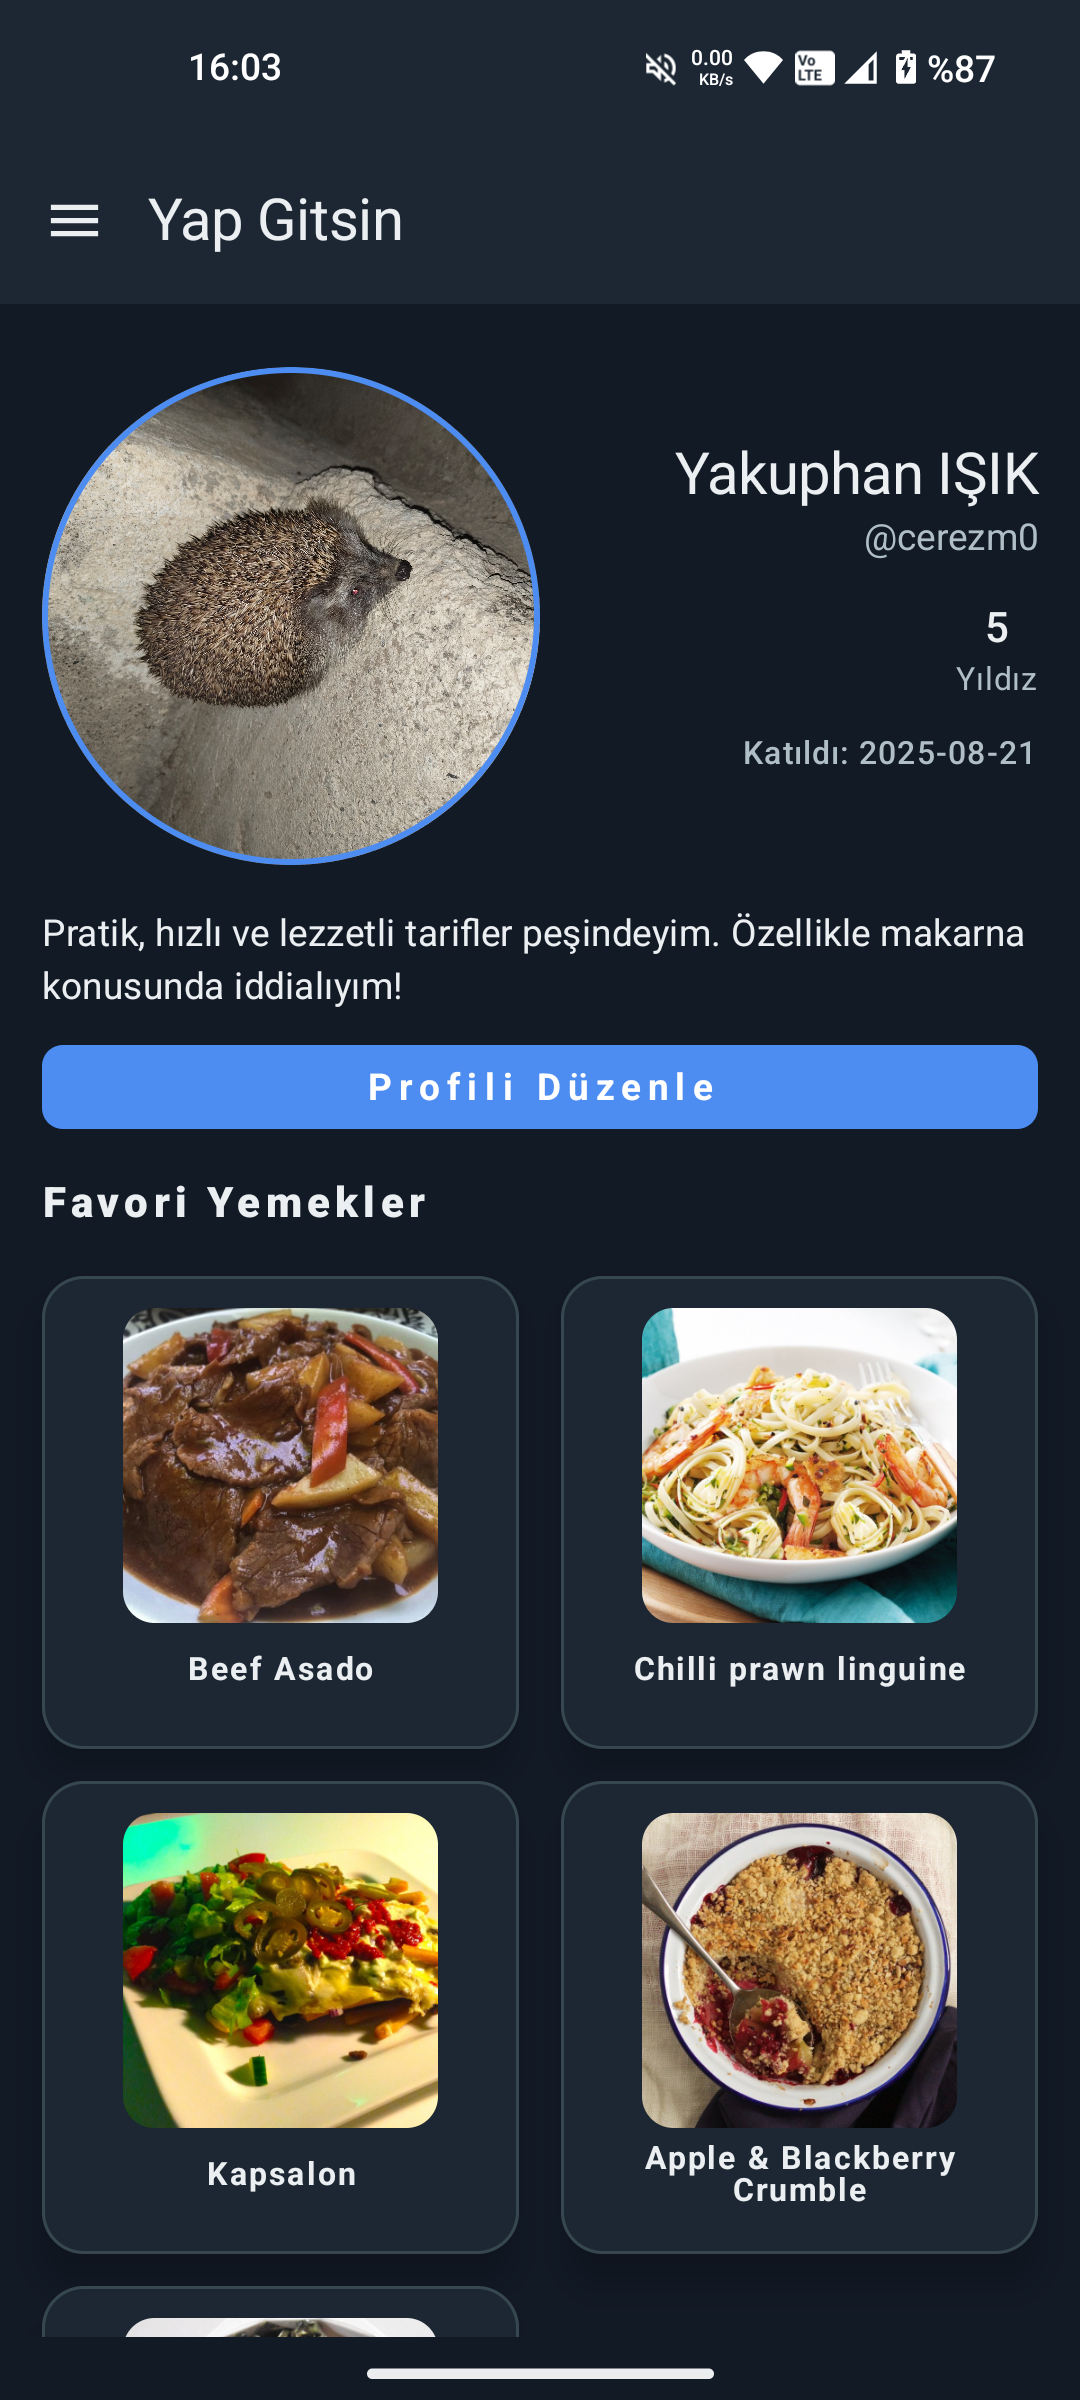 16:03
0.00
KB/s
Vo
LTE
%87
Yap Gitsin
Yakuphan IŞIK
@cerezm0
5
Yıldız
Katıldı: 2025-08-21
Pratik, hızlı ve lezzetli tarifler peşindeyim. Özellikle makarna
konusunda iddialıyım!
Profili Düzenle
Favori Yemekler
Beef Asado
Chilli prawn linguine
Kapsalon
Apple & Blackberry
Crumble